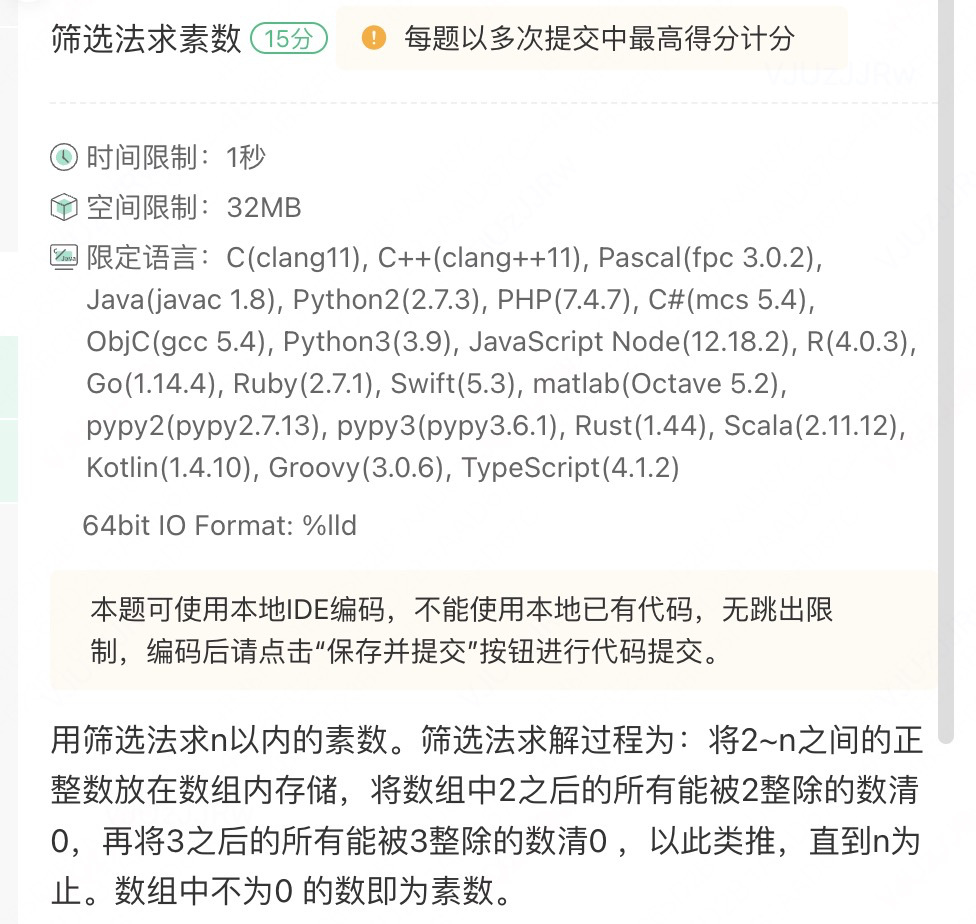 筛选法求素数 15分 ! 每题以多次提交中最高得分计分
时间限制：1秒
空间限制：32MB
限定语言：C(clang11), C++(clang++11), Pascal(fpc 3.0.2),
Java(javac 1.8), Python2(2.7.3), PHP(7.4.7), C#(mcs 5.4),
ObjC(gcc 5.4), Python3(3.9), JavaScript Node(12.18.2), R(4.0.3),
Go(1.14.4), Ruby(2.7.1), Swift(5.3), matlab(Octave 5.2),
pypy2(pypy2.7.13), pypy3(pypy3.6.1), Rust(1.44), Scala(2.11.12),
Kotlin(1.4.10), Groovy(3.0.6), TypeScript(4.1.2)
64bit IO Format: %lld
本题可使用本地IDE编码，不能使用本地已有代码，无跳出限
制，编码后请点击“保存并提交”按钮进行代码提交。
用筛选法求n以内的素数。筛选法求解过程为：将2~n之间的正
整数放在数组内存储，将数组中2之后的所有能被2整除的数清
0，再将3之后的所有能被3整除的数清0 ，以此类推，直到n为
止。数组中不为0 的数即为素数。